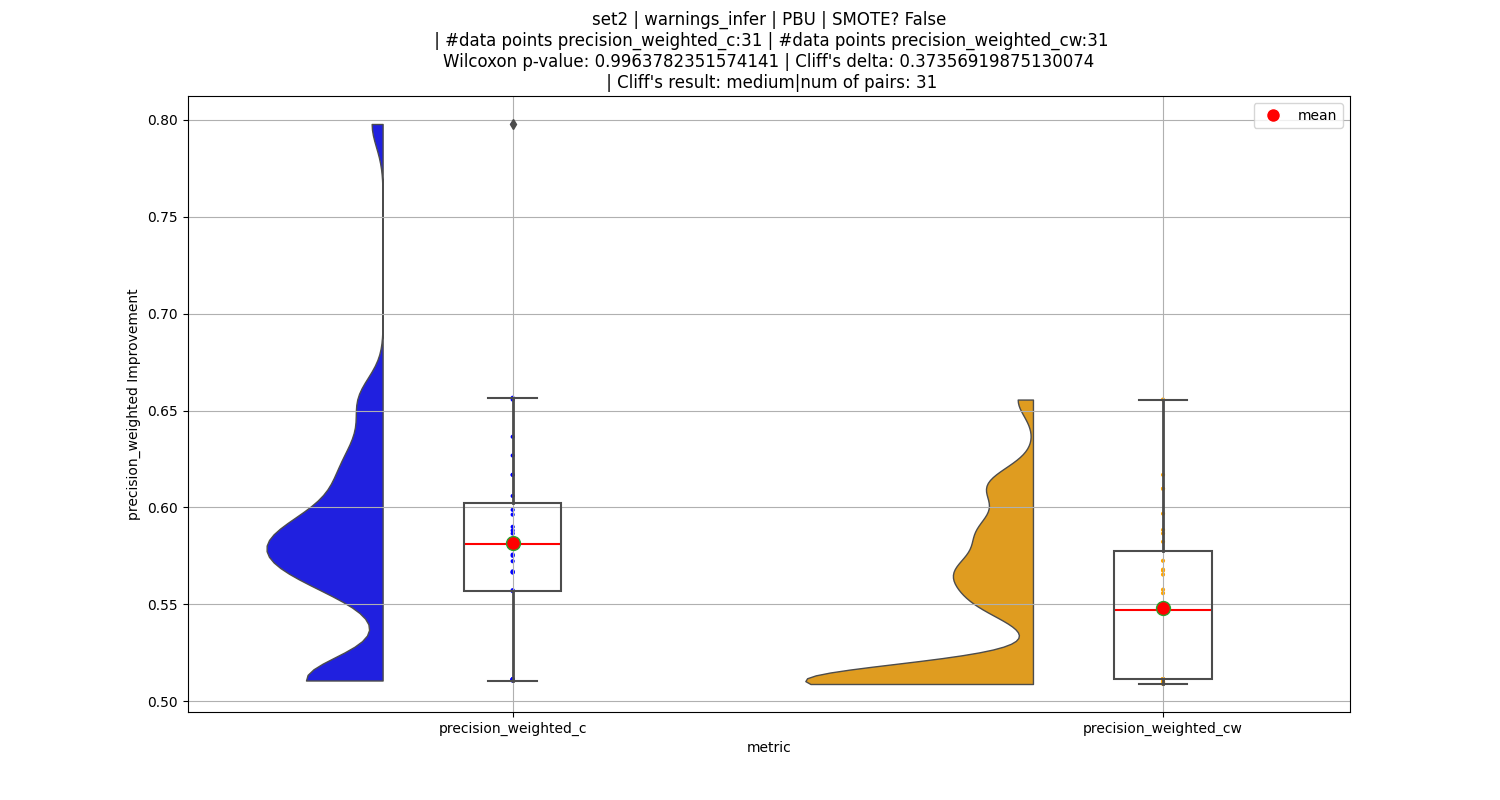 set2 | warnings_infer | PBU | SMOTE? False
| #data points precision_weighted_c:31 | #data points precision_weighted_cw:31
Wilcoxon p-value: 0.9963782351574141 | Cliff's delta: 0.37356919875130074
| Cliff's result: medium|num of pairs: 31
mean
0.80
0.75
0.70
0.65
0.60
0.55
0.50
precision_weighted Improvement
precision_weighted_c
precision_weighted_cw
metric